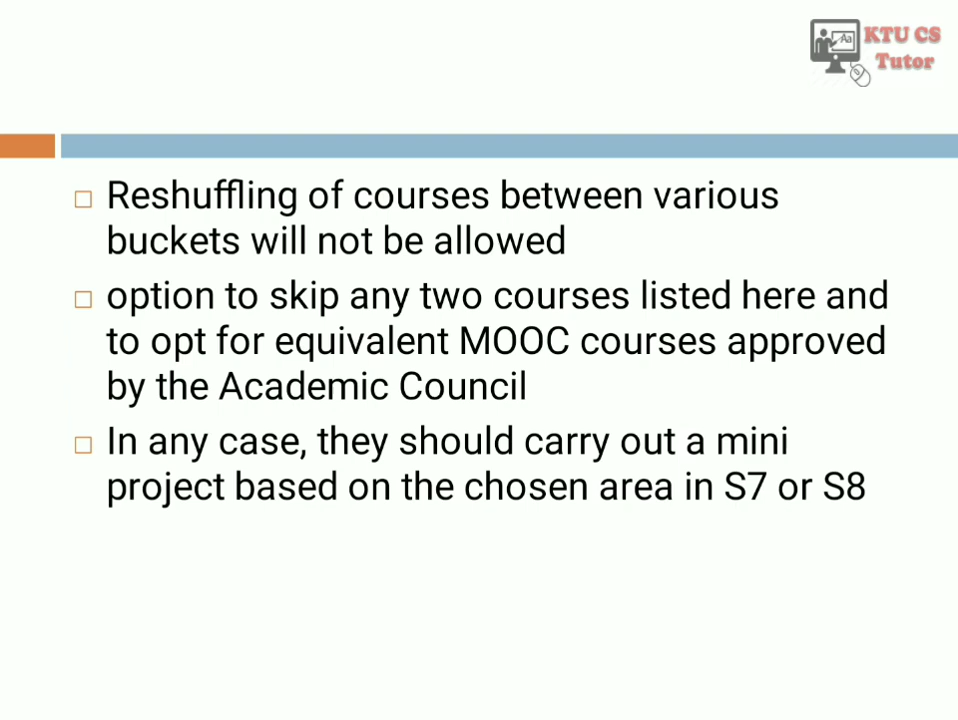 Aa
KTU CS
Tutor
Reshuffling of courses between various
buckets will not be allowed
option to skip any two courses listed here and
to opt for equivalent MOOC courses approved
by the Academic Council
In any case, they should carry out a mini
project based on the chosen area in S7 or S8